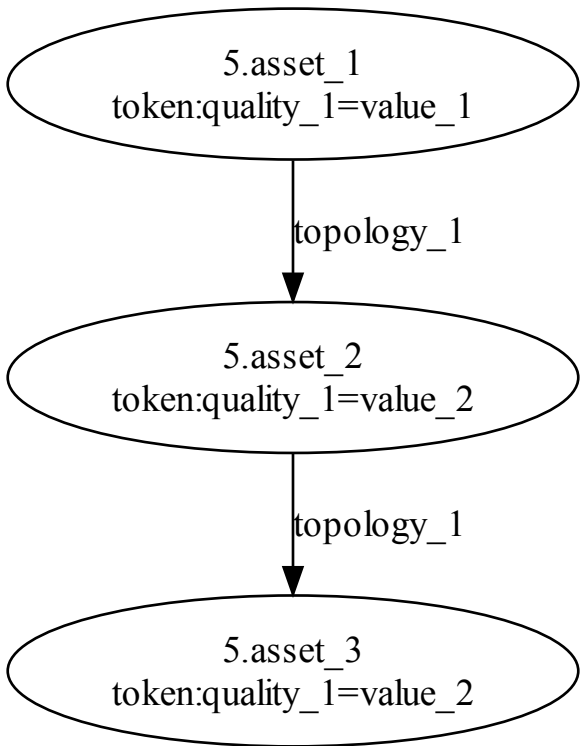 5.asset_1
token:quality_1=value_1
topology_1
5.asset_2
token:quality_1=value_2
topology_1
5.asset_3
token:quality_1=value_2